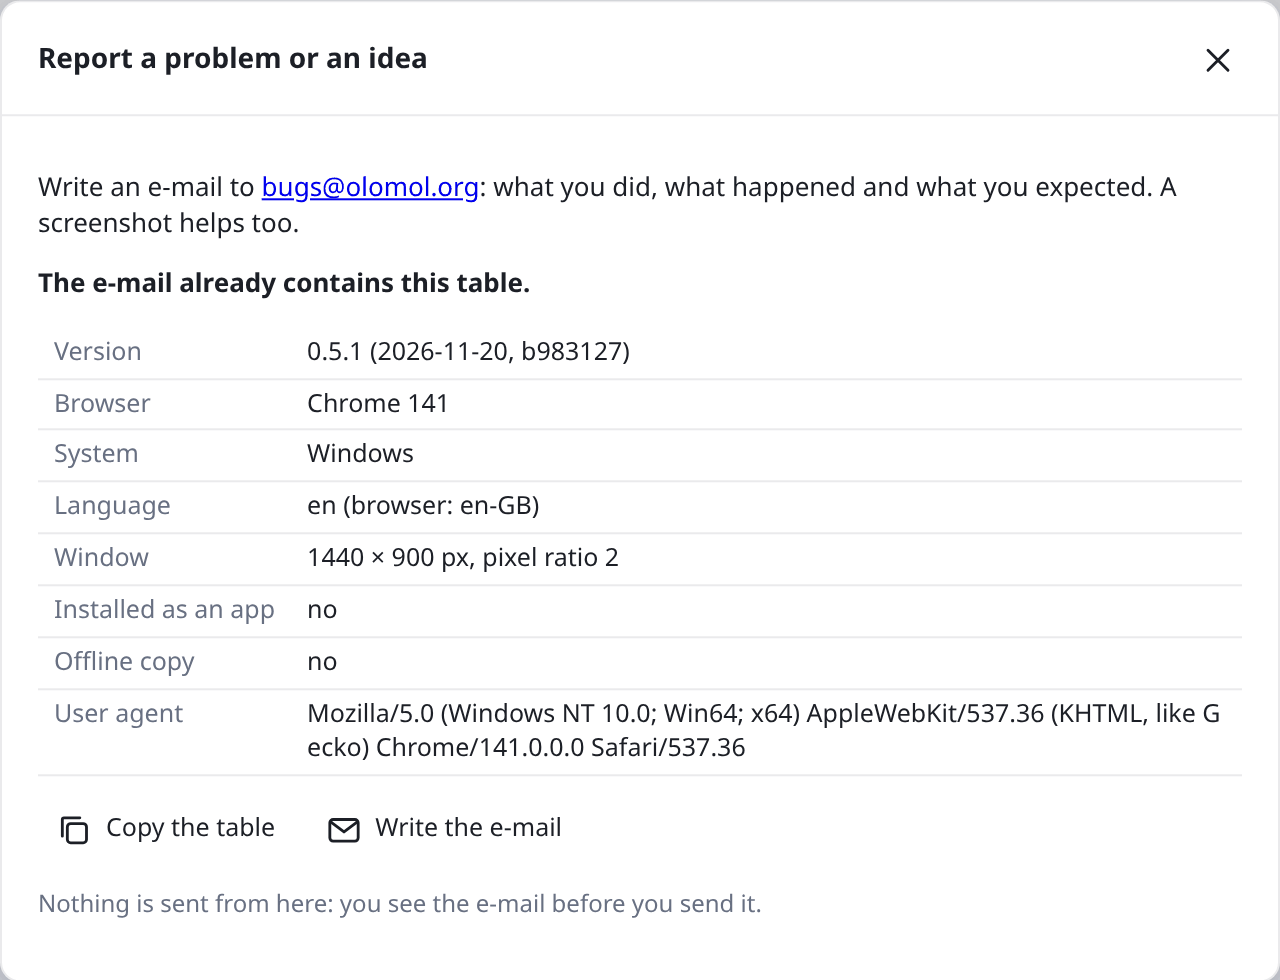 Report a problem or an idea
Write an e-mail to bugs@olomol.org: what you did, what happened and what you expected. A
screenshot helps too.
The e-mail already contains this table.
Version 0.5.1 (2026-11-20, b983127)
Browser Chrome 141
System Windows
Language en (browser: en-GB)
Window 1440 × 900 px, pixel ratio 2
Installed as an app no
Offline copy no
User agent Mozilla/5.0 (Windows NT 10.0; Win64; x64) AppleWebKit/537.36 (KHTML, like G
ecko) Chrome/141.0.0.0 Safari/537.36
Copy the table Write the e-mail
Nothing is sent from here: you see the e-mail before you send it.